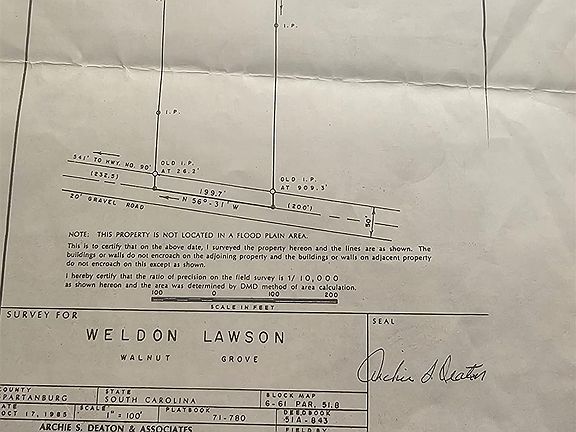 I.P.
I.P.
541' TO HWY. NO. 90'
OLD I.P.
AT 26.2'
(232.5)
199.7'
N 56°-31' W
OLD I.P.
AT 909.3'
(200')
20' GRAVEL ROAD
50'
NOTE: THIS PROPERTY IS NOT LOCATED IN A FLOOD PLAIN AREA.
This is to certify that on the above date, I surveyed the property hereon and the lines are as shown. The
buildings or walls do not encroach on the adjoining property and the buildings or walls on adjacent property
do not encroach on this except as shown.
I hereby certify that the ratio of precision on the field survey is 1/ 10,000
as shown hereon and the area was determined by DMD method of area calculation.
100 0 100 200
SCALE IN FEET
SURVEY FOR
SEAL
WELDON LAWSON
WALNUT GROVE
Archie S. Deaton
COUNTY
PARTANBURG
STATE
SOUTH CAROLINA
BLOCK MAP
6-61 PAR. 51.8
ATE
OCT 17, 1985
SCALE
1" = 100'
PLATBOOK
71-780
DEEDBOOK
51A-843
ARCHIE S. DEATON & ASSOCIATES
FIELD BY